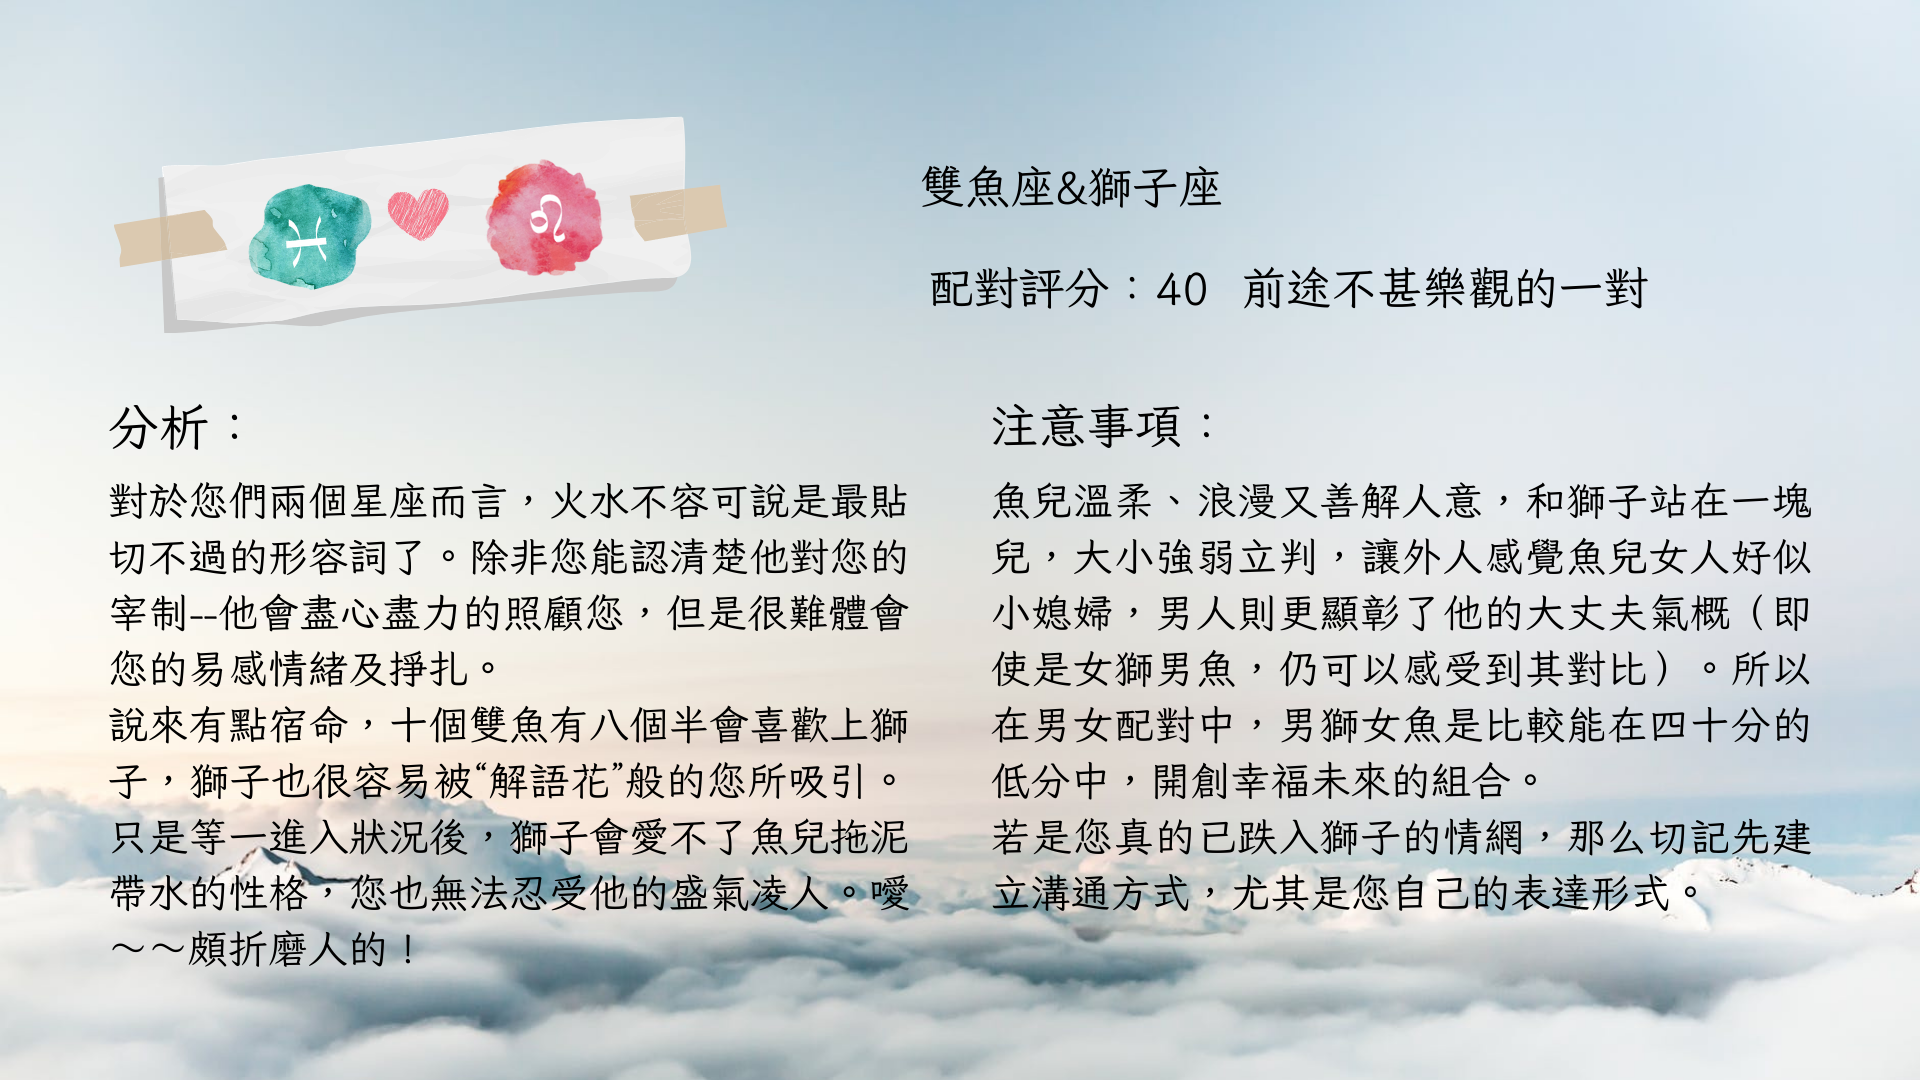 雙魚座&獅子座
配對評分：40 前途不甚樂觀的一對
分析：
對於您們兩個星座而言，火水不容可說是最貼
切不過的形容詞了。除非您能認清楚他對您的
宰制--他會盡心盡力的照顧您，但是很難體會
您的易感情緒及掙扎。
說來有點宿命，十個雙魚有八個半會喜歡上獅
子，獅子也很容易被“解語花”般的您所吸引。
只是等一進入狀況後，獅子會愛不了魚兒拖泥
帶水的性格，您也無法忍受他的盛氣凌人。噯
～～頗折磨人的！
注意事項：
魚兒溫柔、浪漫又善解人意，和獅子站在一塊
兒，大小強弱立判，讓外人感覺魚兒女人好似
小媳婦，男人則更顯彰了他的大丈夫氣概（即
使是女獅男魚，仍可以感受到其對比）。所以
在男女配對中，男獅女魚是比較能在四十分的
低分中，開創幸福未來的組合。
若是您真的已跌入獅子的情網，那么切記先建
立溝通方式，尤其是您自己的表達形式。